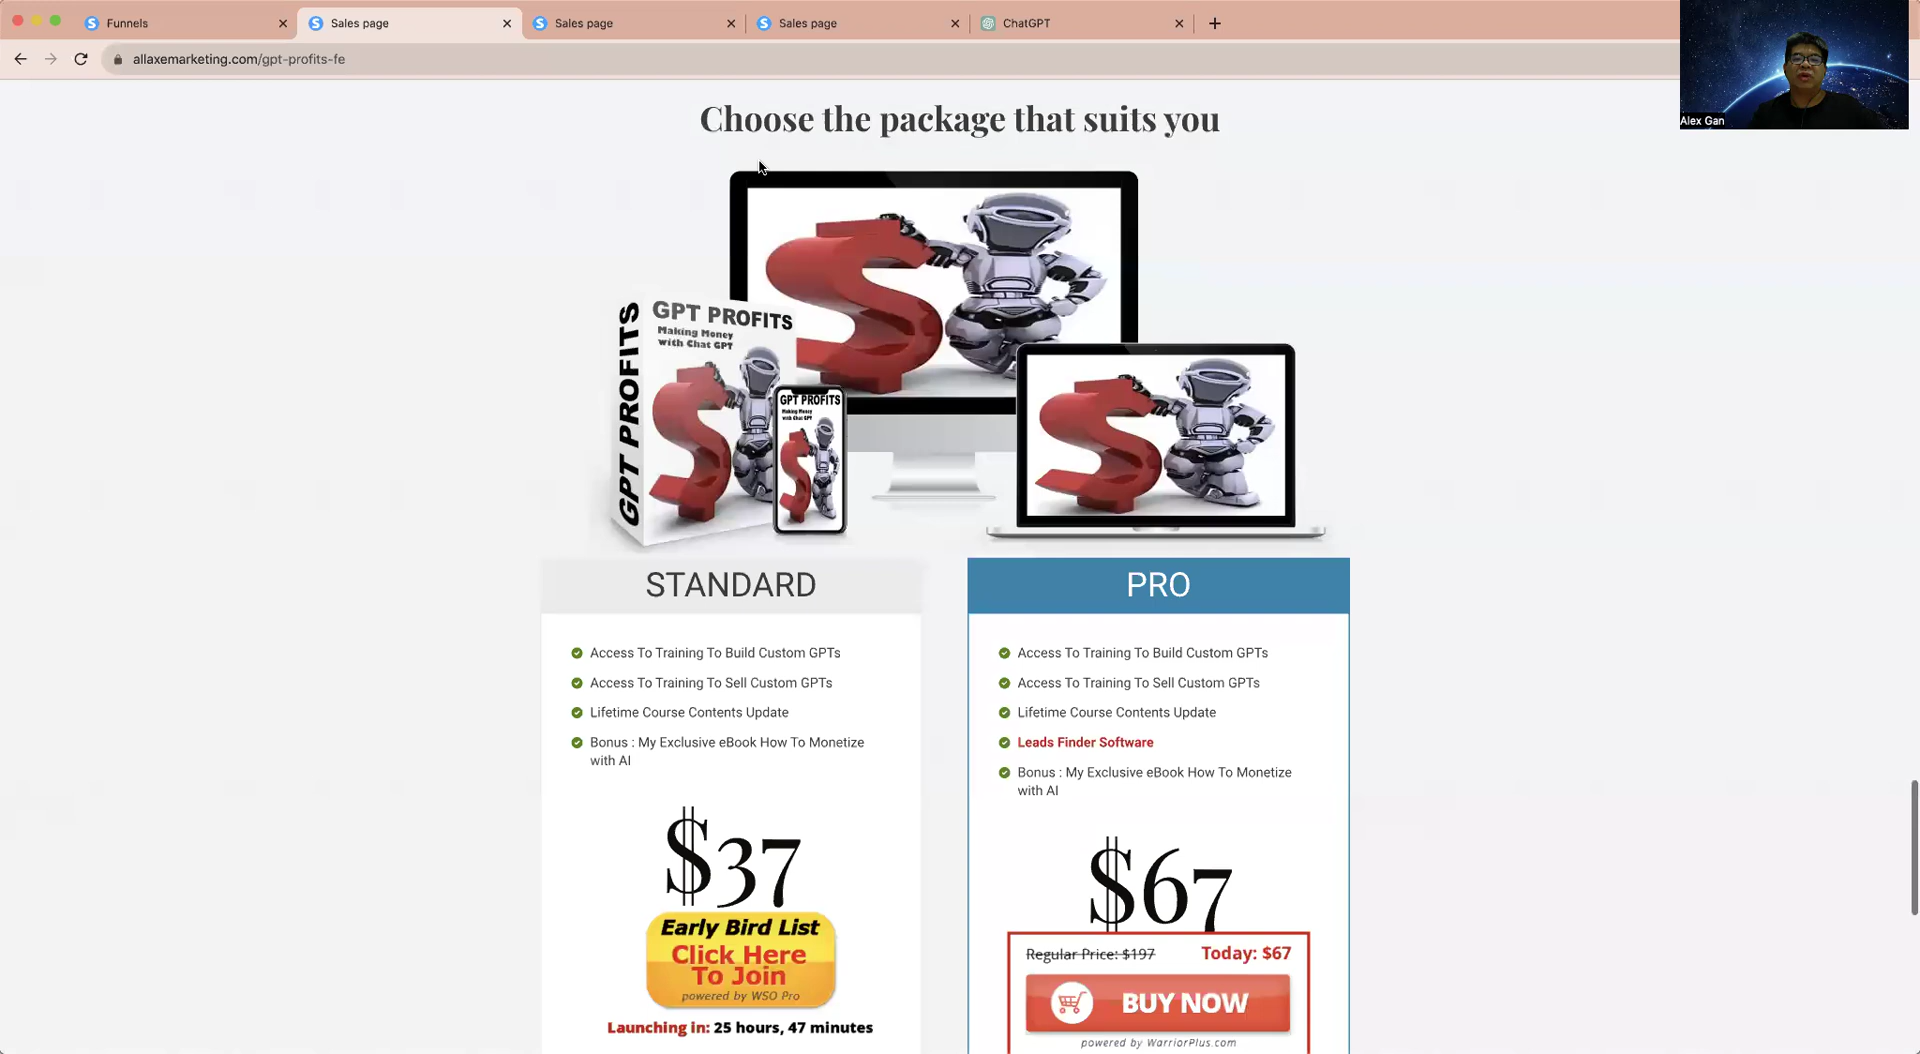 Funnels
Sales page
Sales page
Sales page
ChatGPT
allaxemarketing.com/gpt-profits-fe
Alex Gan
Choose the package that suits you
GPT PROFITS
GPT PROFITS
Making Money
with Chat GPT
GPT PROFITS
Making Money
with Chat GPT
STANDARD
Access To Training To Build Custom GPTs
Access To Training To Sell Custom GPTs
Lifetime Course Contents Update
Bonus : My Exclusive eBook How To Monetize
with AI
$37
Early Bird List
Click Here
To Join
powered by WSO Pro
Launching in: 25 hours, 47 minutes
PRO
Access To Training To Build Custom GPTs
Access To Training To Sell Custom GPTs
Lifetime Course Contents Update
Leads Finder Software
Bonus : My Exclusive eBook How To Monetize
with AI
$67
Regular Price: $197 Today: $67
BUY NOW
powered by WarriorPlus.com